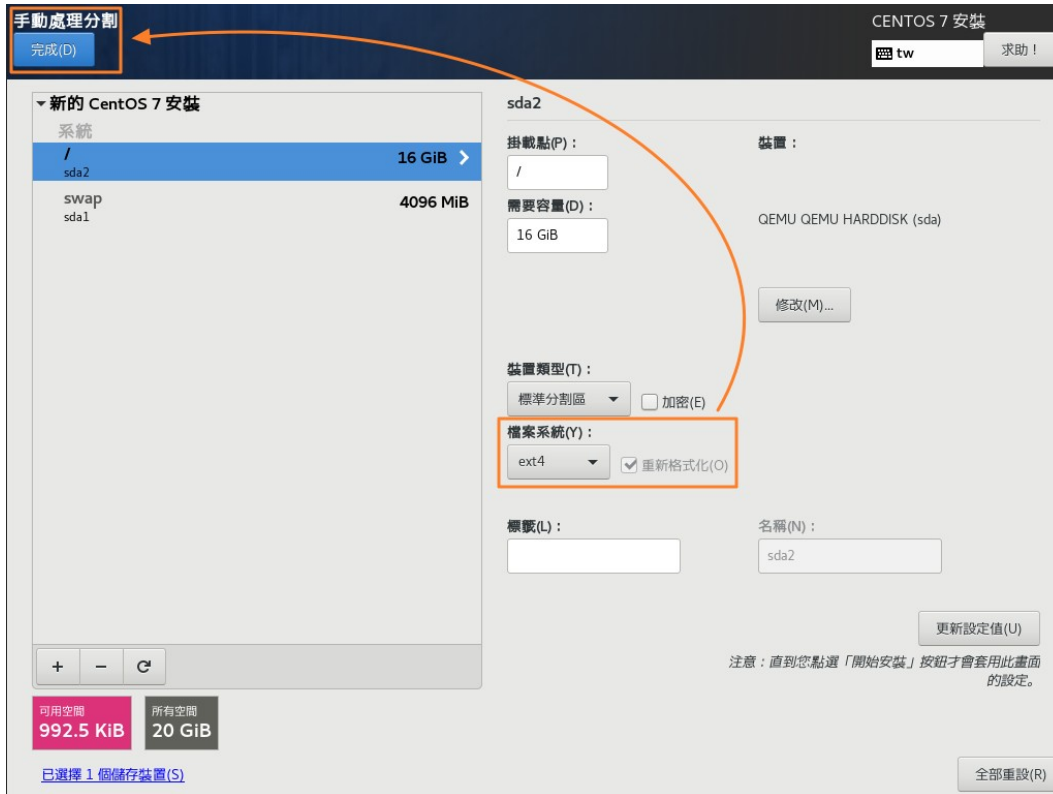 手動處理分割
完成(D)
CENTOS 7 安裝
tw
求助！
新的 CentOS 7 安裝
系統
/
16 GiB
sda2
swap
4096 MiB
sda1
sda2
掛載點(P)：
/
需要容量(D)：
16 GiB
裝置：
QEMU QEMU HARDDISK (sda)
修改(M)...
裝置類型(T)：
標準分割區
加密(E)
檔案系統(Y)：
ext4
重新格式化(O)
標籤(L)：
名稱(N)：
sda2
更新設定值(U)
注意：直到您點選「開始安裝」按鈕才會套用此畫面
的設定。
+ −
可用空間
992.5 KiB
所有空間
20 GiB
已選擇 1 個儲存裝置(S)
全部重設(R)